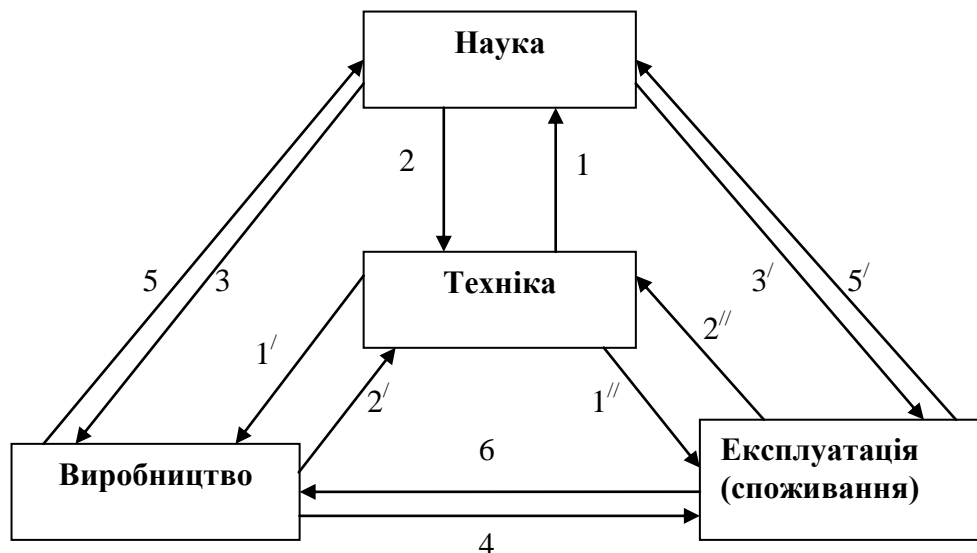 Наука
2
1
5
3
Техніка
3/
5/
2//
1/
2/
1//
Виробництво
6
Експлуатація
(споживання)
4